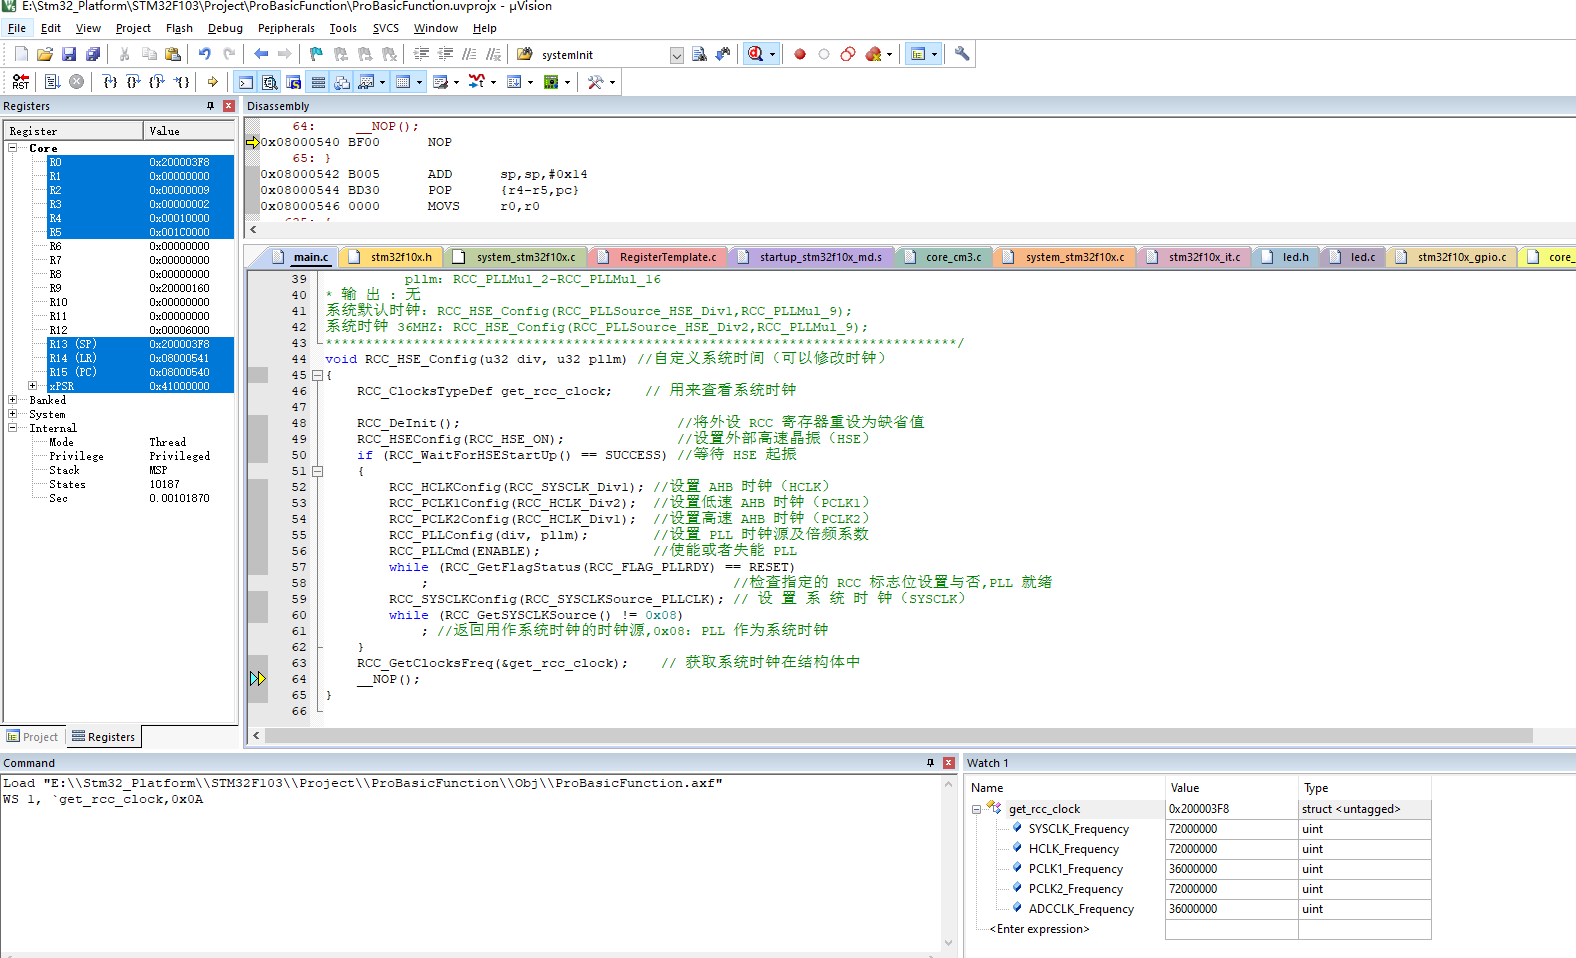 E:\Stm32_Platform\STM32F103\Project\ProBasicFunction\ProBasicFunction.uvprojx - µVision
File Edit View Project Flash Debug Peripherals Tools SVCS Window Help
systemInit
RST
Registers
Register Value
Core
R0 0x200003F8
R1 0x00000000
R2 0x00000009
R3 0x00000002
R4 0x00010000
R5 0x001C0000
R6 0x00000000
R7 0x00000000
R8 0x00000000
R9 0x20000160
R10 0x00000000
R11 0x00000000
R12 0x00006000
R13 (SP) 0x200003F8
R14 (LR) 0x08000541
R15 (PC) 0x08000540
xPSR 0x41000000
Banked
System
Internal
Mode Thread
Privilege Privileged
Stack MSP
States 10187
Sec 0.00101870
Project Registers
Disassembly
64: __NOP();
0x08000540 BF00 NOP
65: }
0x08000542 B005 ADD sp,sp,#0x14
0x08000544 BD30 POP {r4-r5,pc}
0x08000546 0000 MOVS r0,r0
main.c stm32f10x.h system_stm32f10x.c RegisterTemplate.c startup_stm32f10x_md.s core_cm3.c system_stm32f10x.c stm32f10x_it.c led.h led.c stm32f10x_gpio.c core_
39 pllm: RCC_PLLMul_2-RCC_PLLMul_16
40 * 输 出 : 无
41 系统默认时钟: RCC_HSE_Config(RCC_PLLSource_HSE_Div1,RCC_PLLMul_9);
42 系统时钟 36MHZ: RCC_HSE_Config(RCC_PLLSource_HSE_Div2,RCC_PLLMul_9);
43 *******************************************************************************/
44 void RCC_HSE_Config(u32 div, u32 pllm) //自定义系统时间（可以修改时钟）
45 {
46 RCC_ClocksTypeDef get_rcc_clock; // 用来查看系统时钟
47
48 RCC_DeInit(); //将外设 RCC 寄存器重设为缺省值
49 RCC_HSEConfig(RCC_HSE_ON); //设置外部高速晶振（HSE）
50 if (RCC_WaitForHSEStartUp() == SUCCESS) //等待 HSE 起振
51 {
52 RCC_HCLKConfig(RCC_SYSCLK_Div1); //设置 AHB 时钟（HCLK）
53 RCC_PCLK1Config(RCC_HCLK_Div2); //设置低速 AHB 时钟（PCLK1）
54 RCC_PCLK2Config(RCC_HCLK_Div1); //设置高速 AHB 时钟（PCLK2）
55 RCC_PLLConfig(div, pllm); //设置 PLL 时钟源及倍频系数
56 RCC_PLLCmd(ENABLE); //使能或者失能 PLL
57 while (RCC_GetFlagStatus(RCC_FLAG_PLLRDY) == RESET)
58 ; //检查指定的 RCC 标志位设置与否,PLL 就绪
59 RCC_SYSCLKConfig(RCC_SYSCLKSource_PLLCLK); // 设 置 系 统 时 钟（SYSCLK）
60 while (RCC_GetSYSCLKSource() != 0x08)
61 ; //返回用作系统时钟的时钟源,0x08: PLL 作为系统时钟
62 }
63 RCC_GetClocksFreq(&get_rcc_clock); // 获取系统时钟在结构体中
64 __NOP();
65 }
66
Command
Load "E:\\Stm32_Platform\\STM32F103\\Project\\ProBasicFunction\\Obj\\ProBasicFunction.axf"
WS 1, `get_rcc_clock,0x0A
Watch 1
Name Value Type
get_rcc_clock 0x200003F8 struct <untagged>
SYSCLK_Frequency 72000000 uint
HCLK_Frequency 72000000 uint
PCLK1_Frequency 36000000 uint
PCLK2_Frequency 72000000 uint
ADCCLK_Frequency 36000000 uint
<Enter expression>